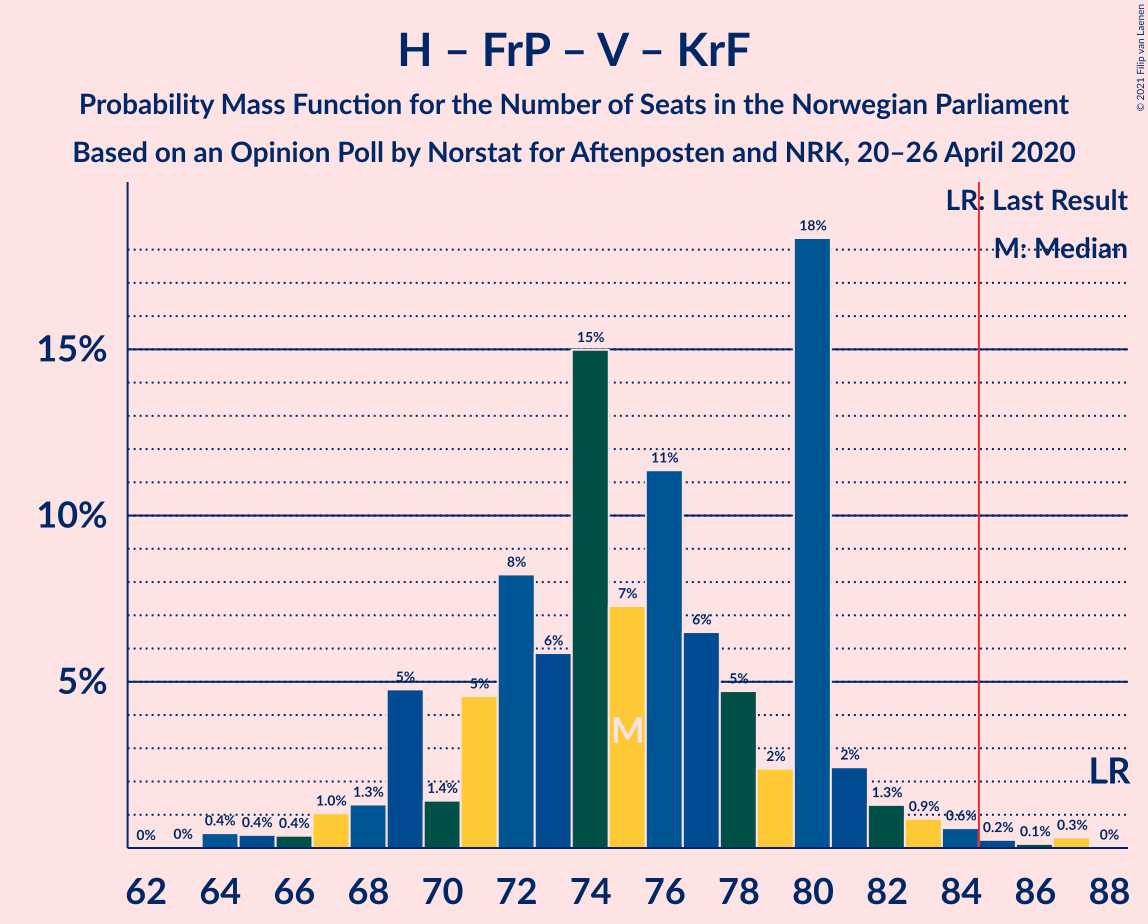 H – FrP – V – KrF
Probability Mass Function for the Number of Seats in the Norwegian Parliament
Based on an Opinion Poll by Norstat for Aftenposten and NRK, 20–26 April 2020
© 2021 Filip van Laenen
LR: Last Result
M: Median
15%
10%
5%
0% 0% 0.4% 0.4% 0.4% 1.0% 1.3% 5% 1.4% 5% 8% 6% 15% 7% 11% 6% 5% 2% 18% 2% 1.3% 0.9% 0.6% 0.2% 0.1% 0.3% 0%
M
LR
62 64 66 68 70 72 74 76 78 80 82 84 86 88